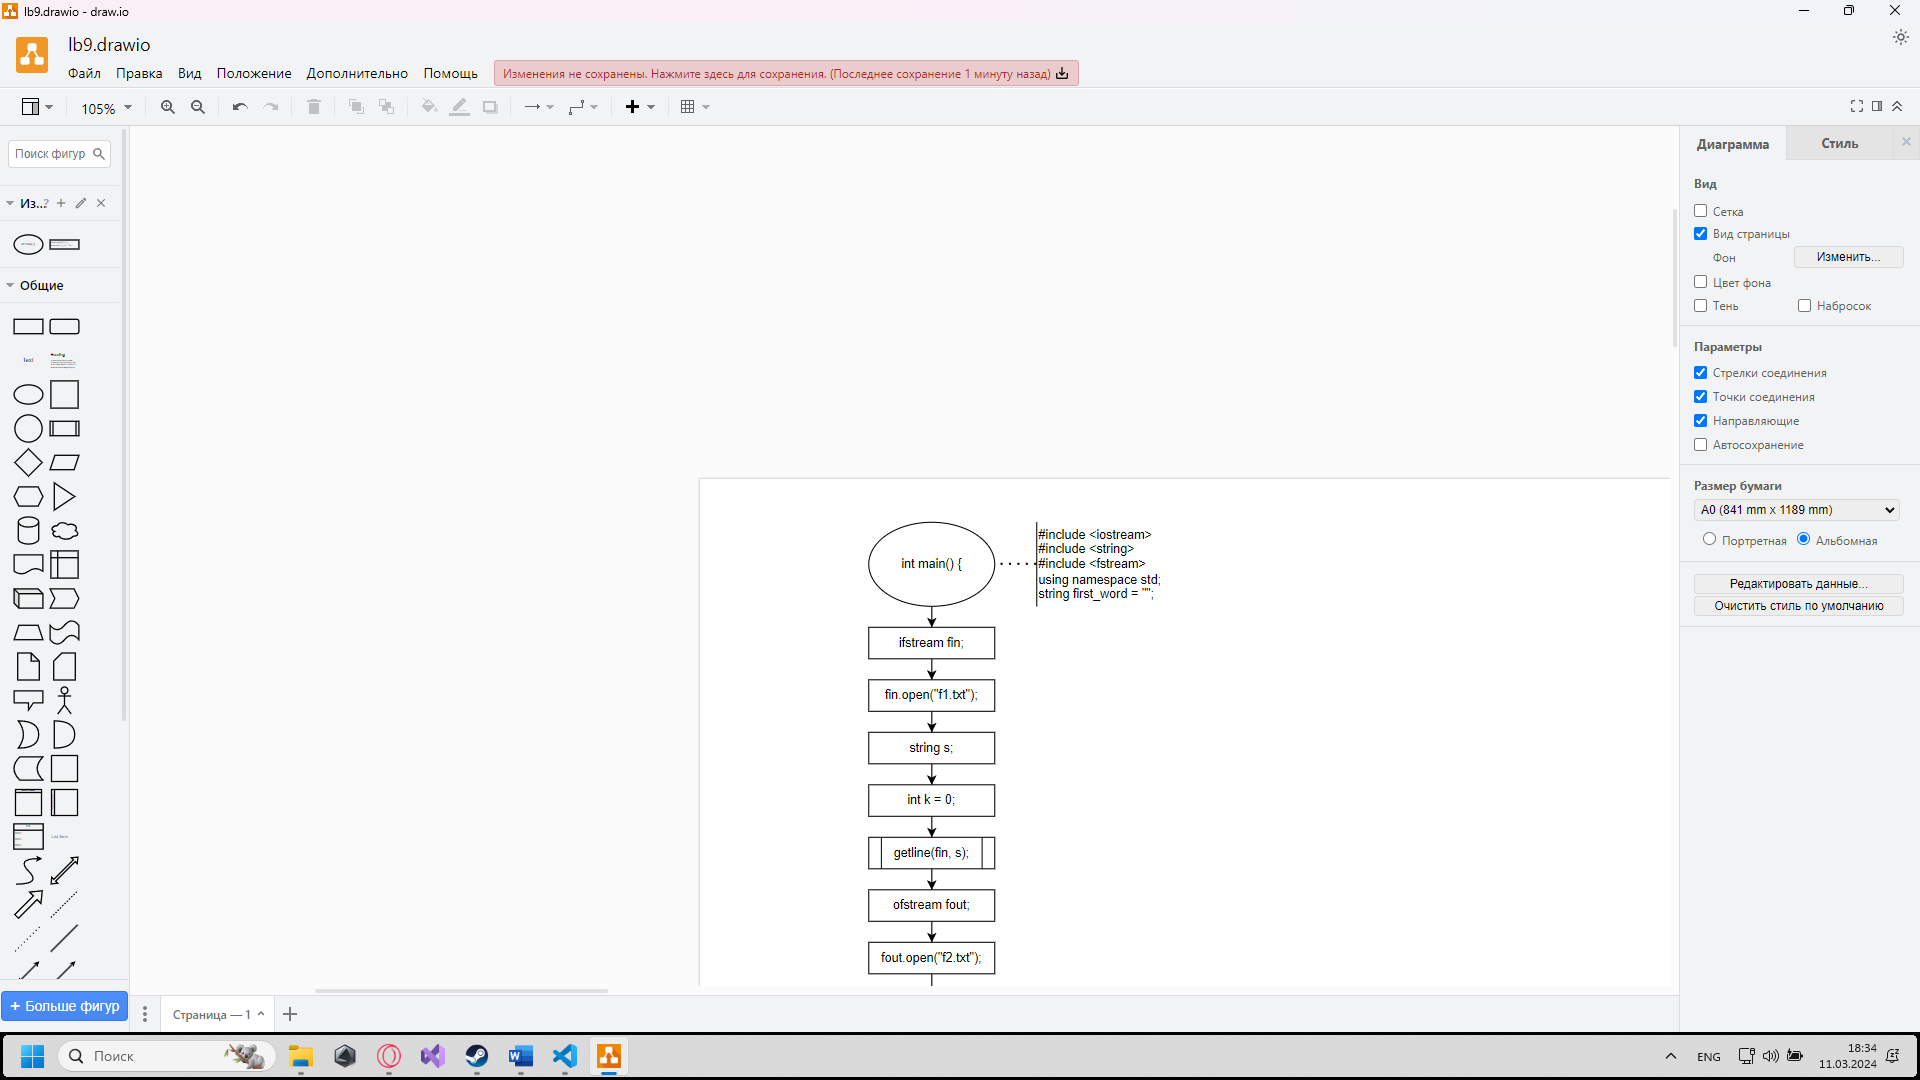 lb9.drawio - draw.io
lb9.drawio
Файл Правка Вид Положение Дополнительно Помощь
Изменения не сохранены. Нажмите здесь для сохранения. (Последнее сохранение 1 минуту назад)
105%
Поиск фигур
Из...?
Общие
Text
Heading
List Item
+ Больше фигур
Страница — 1
int main() {
#include <iostream>
#include <string>
#include <fstream>
using namespace std;
string first_word = "";
ifstream fin;
fin.open("f1.txt");
string s;
int k = 0;
getline(fin, s);
ofstream fout;
fout.open("f2.txt");
Диаграмма Стиль
Вид
Сетка
Вид страницы
Фон Изменить...
Цвет фона
Тень Набросок
Параметры
Стрелки соединения
Точки соединения
Направляющие
Автосохранение
Размер бумаги
A0 (841 mm x 1189 mm)
Портретная Альбомная
Редактировать данные...
Очистить стиль по умолчанию
Поиск
ENG
18:34
11.03.2024